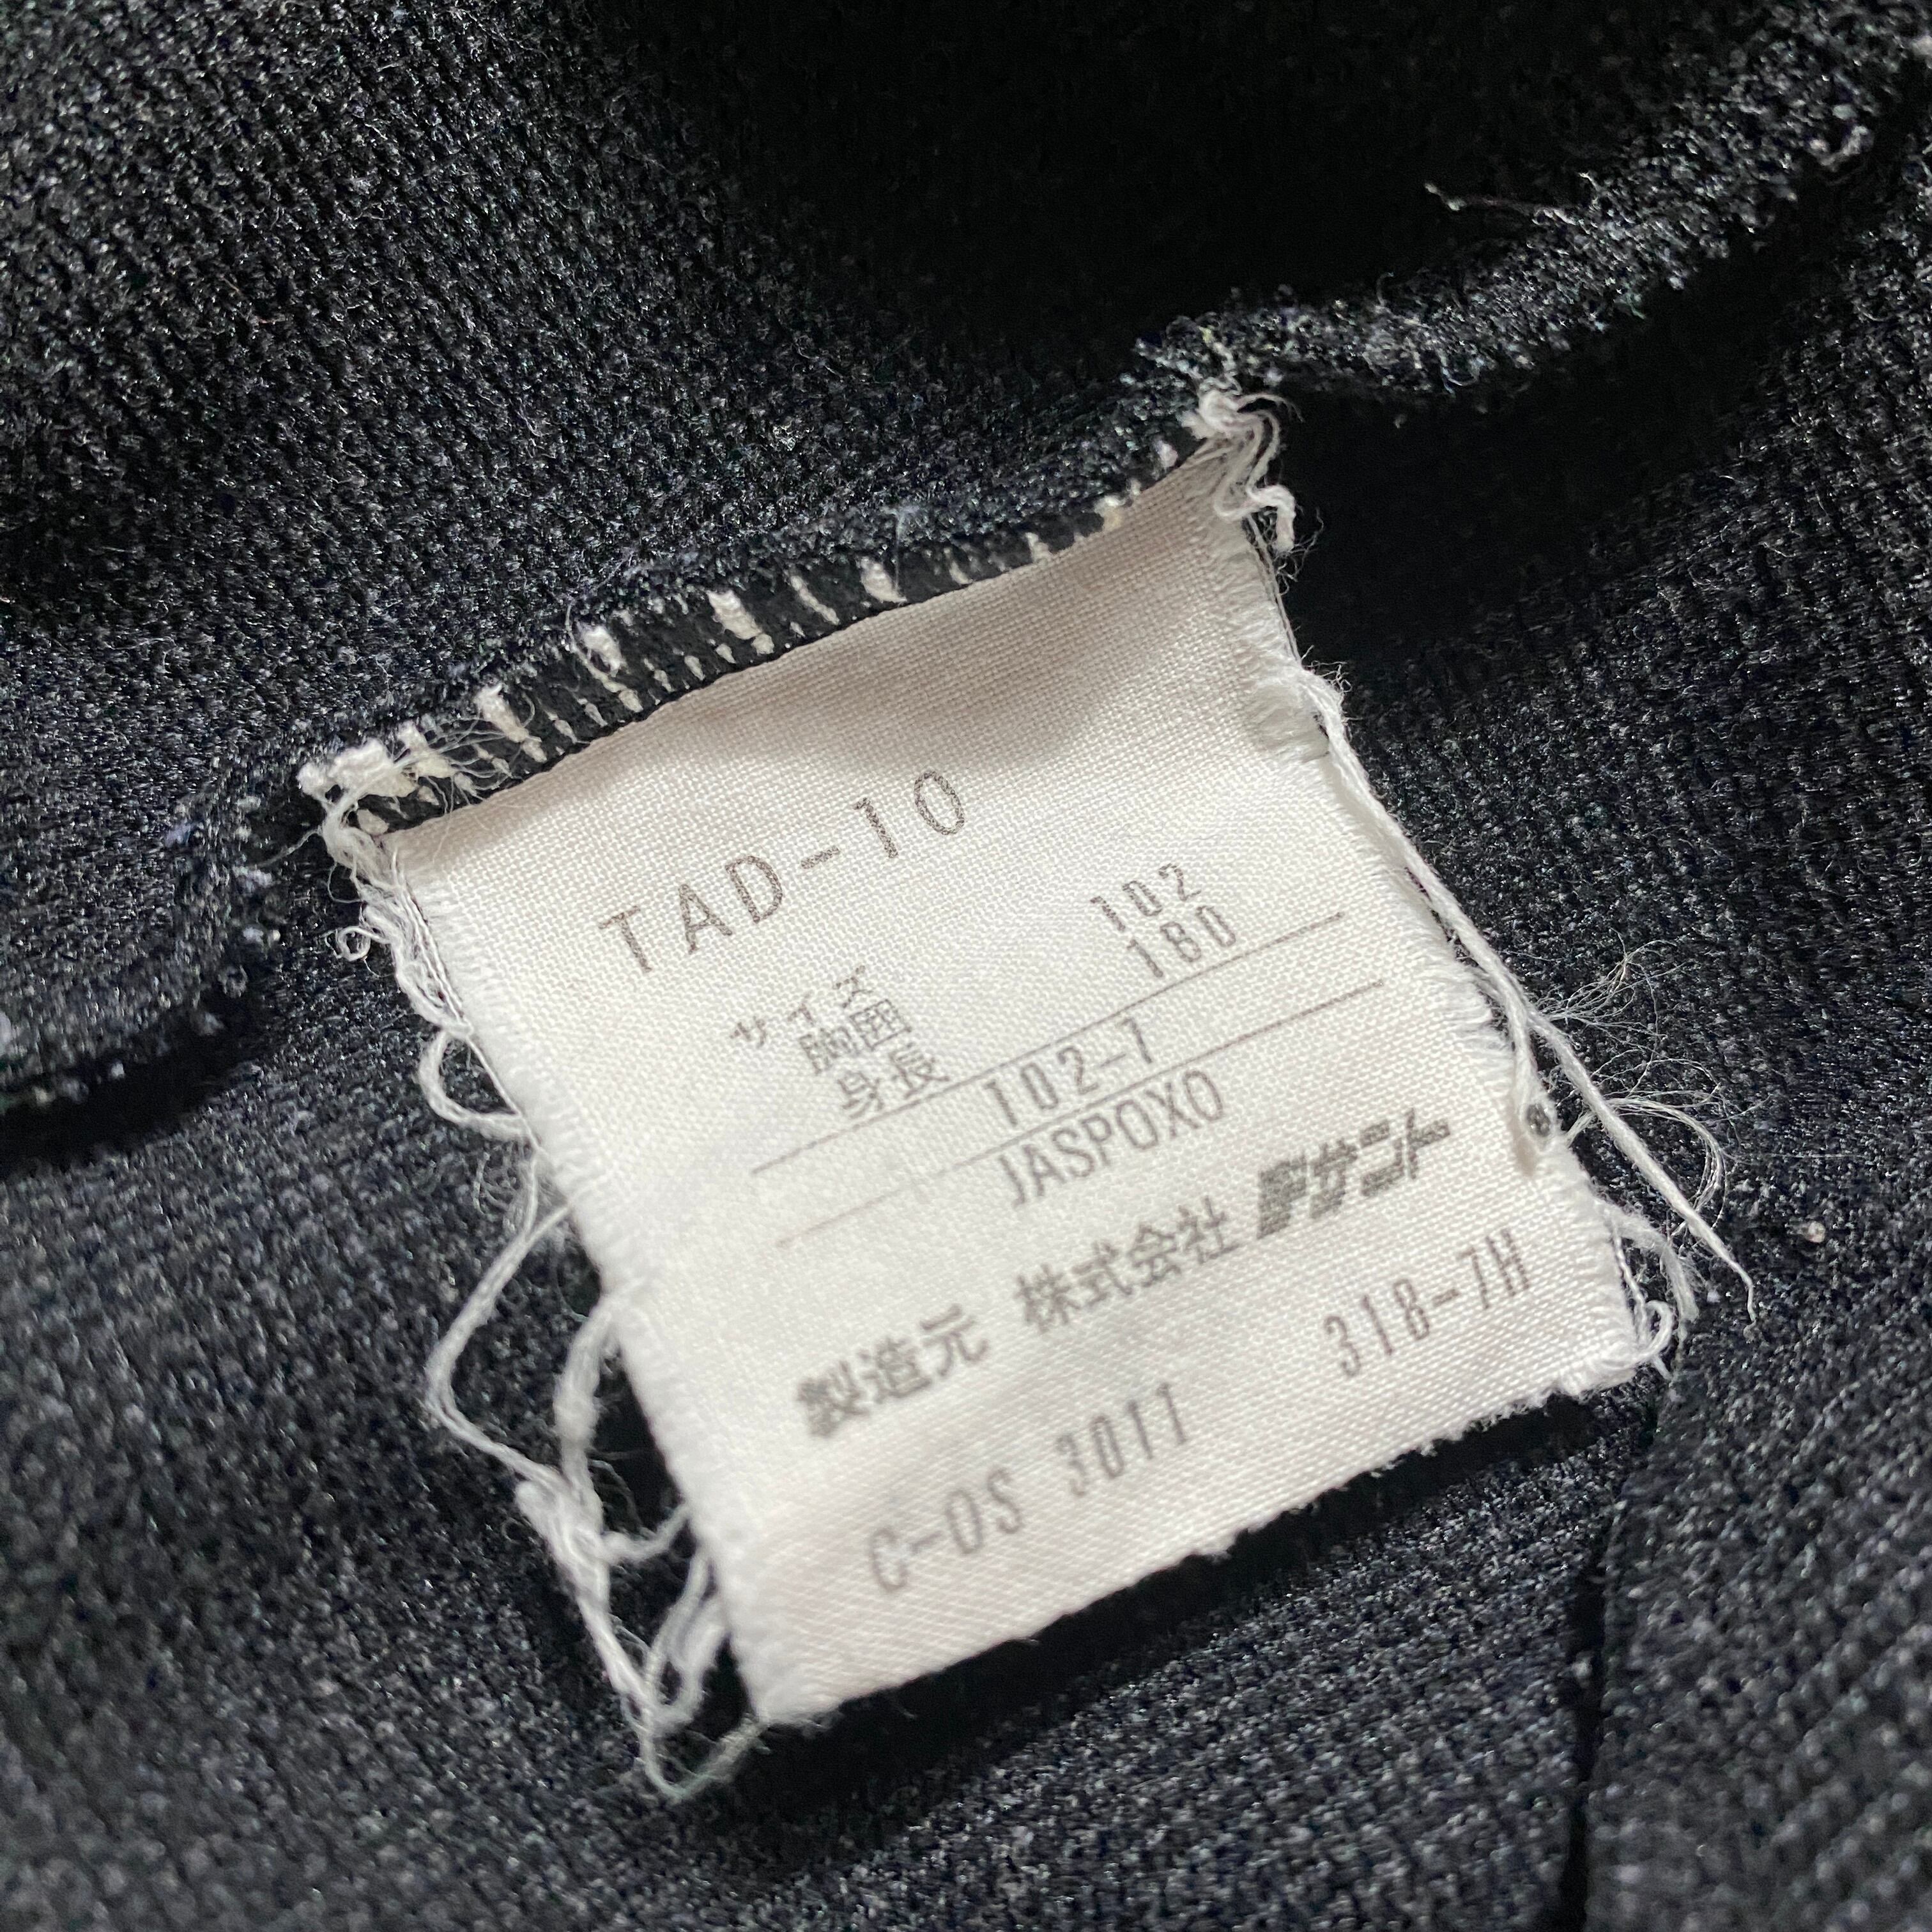 TAD-10
サイズ
胸囲 102
身長 180
102-7
JASPOXO
製造元 株式会社 デサント
C-OS 3011 318-7H